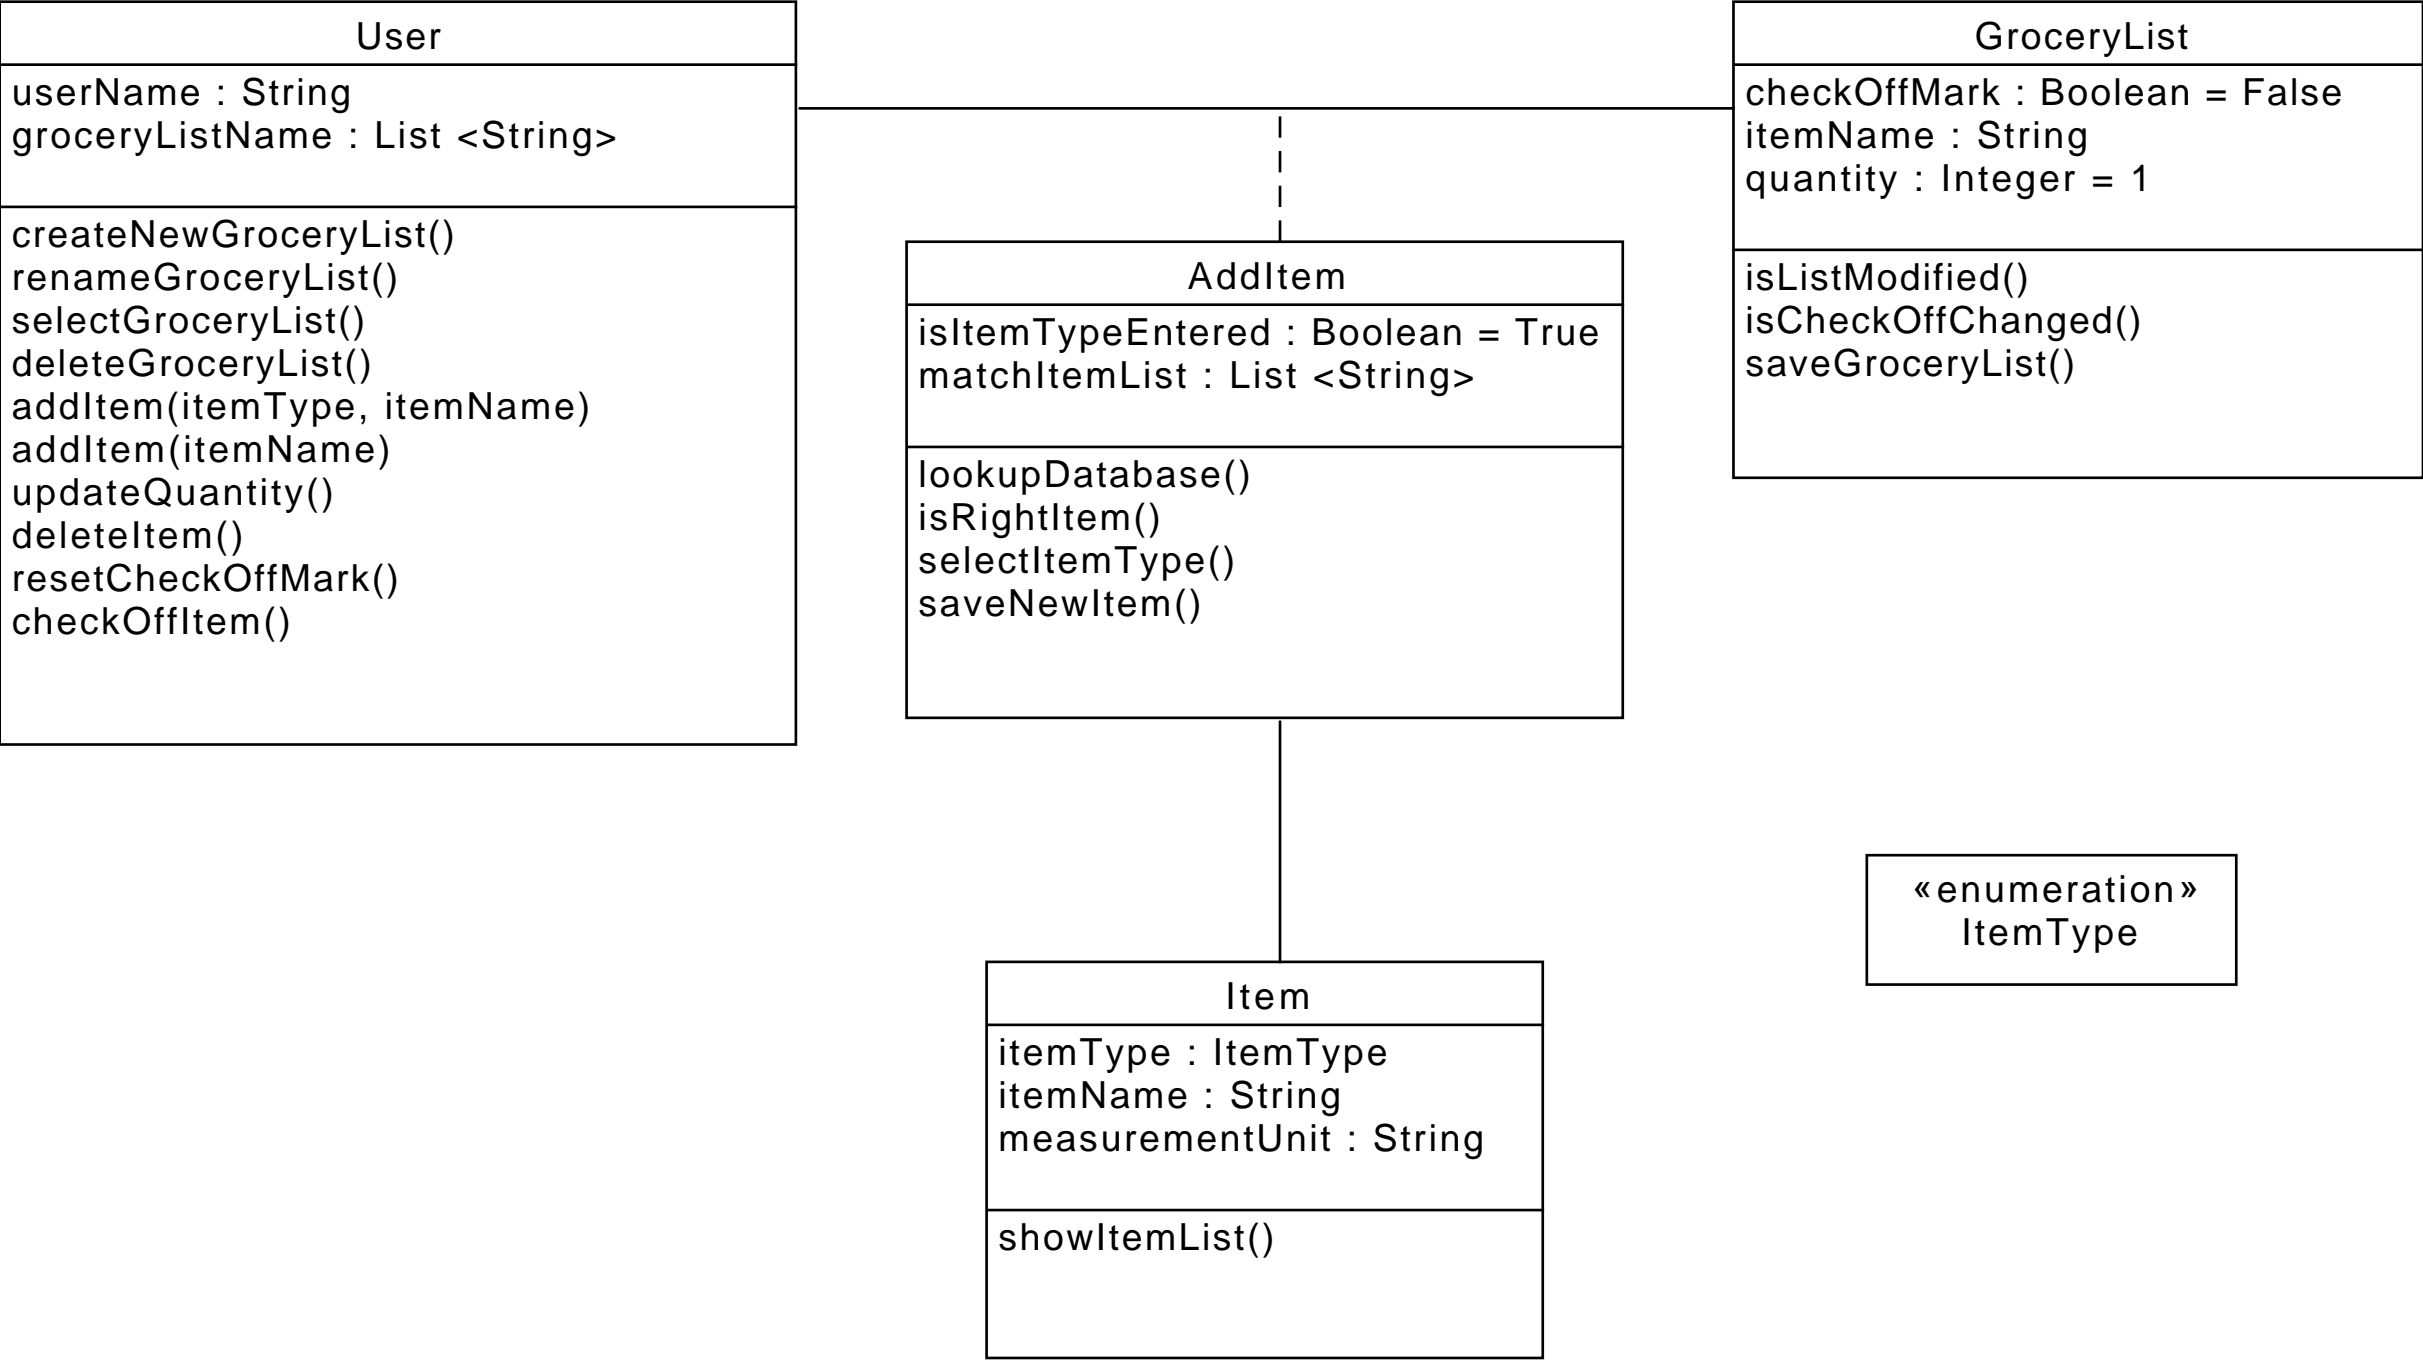 User
userName : String
groceryListName : List <String>
createNewGroceryList()
renameGroceryList()
selectGroceryList()
deleteGroceryList()
addItem(itemType, itemName)
addItem(itemName)
updateQuantity()
deleteItem()
resetCheckOffMark()
checkOffItem()
AddItem
isItemTypeEntered : Boolean = True
matchItemList : List <String>
lookupDatabase()
isRightItem()
selectItemType()
saveNewItem()
GroceryList
checkOffMark : Boolean = False
itemName : String
quantity : Integer = 1
isListModified()
isCheckOffChanged()
saveGroceryList()
Item
itemType : ItemType
itemName : String
measurementUnit : String
showItemList()
«enumeration»
ItemType